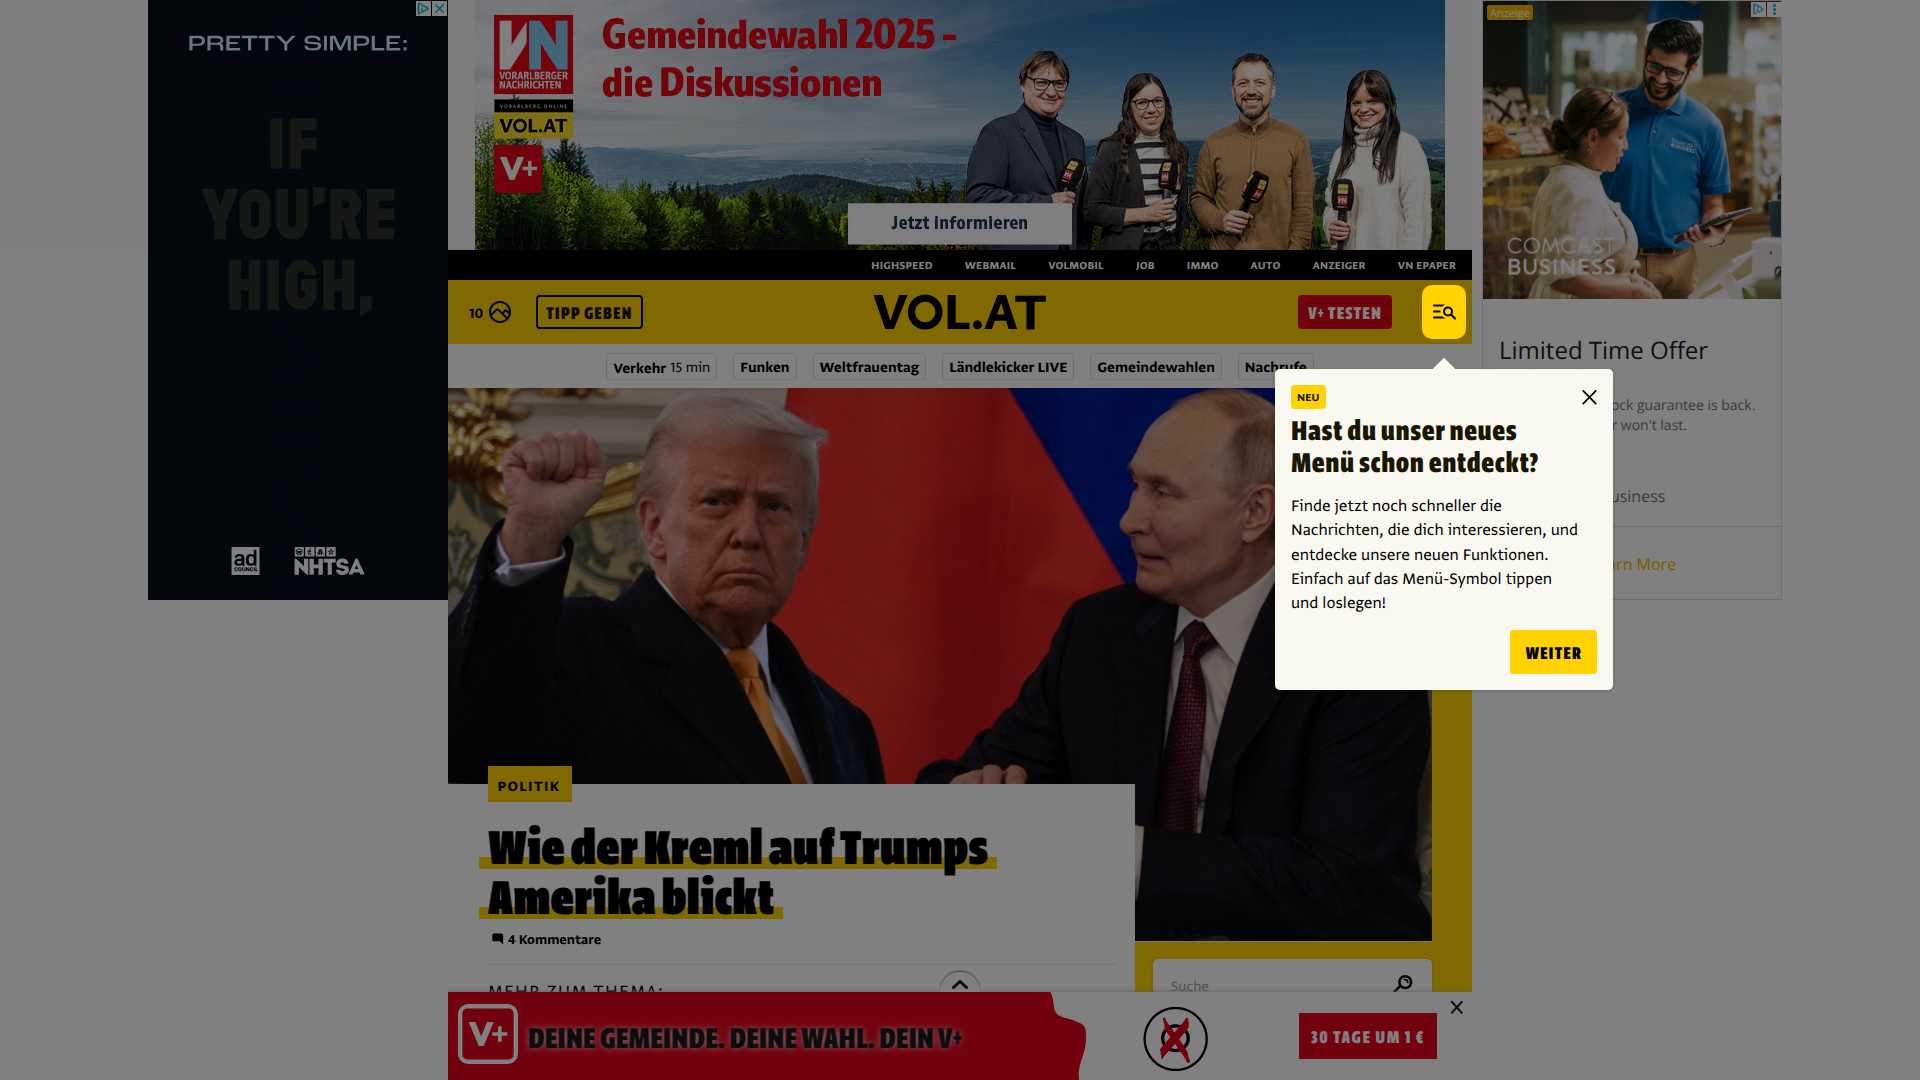 PRETTY SIMPLE:
IF
YOU'RE
HIGH,
ad
COUNCIL
NHTSA
VN
VORARLBERGER
NACHRICHTEN
VORARLBERG ONLINE
VOL.AT
V+
Gemeindewahl 2025 –
die Diskussionen
Jetzt informieren
Anzeige
COMCAST
BUSINESS
HIGHSPEED
WEBMAIL
VOLMOBIL
JOB
IMMO
AUTO
ANZEIGER
VN EPAPER
10
TIPP GEBEN
VOL.AT
V+ TESTEN
Verkehr 15 min
Funken
Weltfrauentag
Ländlekicker LIVE
Gemeindewahlen
Nachrufe
Limited Time Offer
ock guarantee is back.
r won't last.
usiness
rn More
NEU
Hast du unser neues
Menü schon entdeckt?
Finde jetzt noch schneller die
Nachrichten, die dich interessieren, und
entdecke unsere neuen Funktionen.
Einfach auf das Menü-Symbol tippen
und loslegen!
WEITER
POLITIK
Wie der Kreml auf Trumps
Amerika blickt
4 Kommentare
MEHR ZUM THEMA:
Suche
V+
DEINE GEMEINDE. DEINE WAHL. DEIN V+
30 TAGE UM 1 €